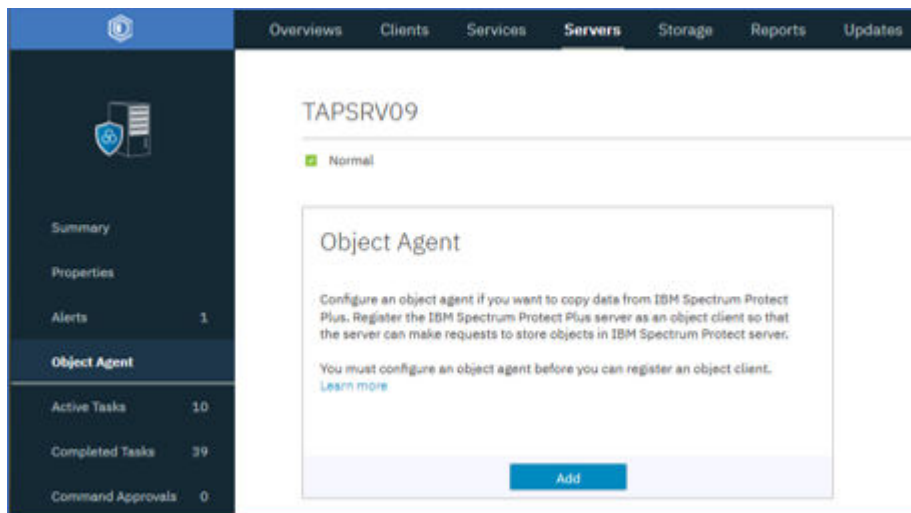 Overviews Clients Services Servers Storage Reports Updates
TAPSRV09
Normal
Summary
Properties
Alerts 1
Object Agent
Active Tasks 10
Completed Tasks 39
Command Approvals 0
Object Agent
Configure an object agent if you want to copy data from IBM Spectrum Protect
Plus. Register the IBM Spectrum Protect Plus server as an object client so that
the server can make requests to store objects in IBM Spectrum Protect server.
You must configure an object agent before you can register an object client.
Learn more
Add